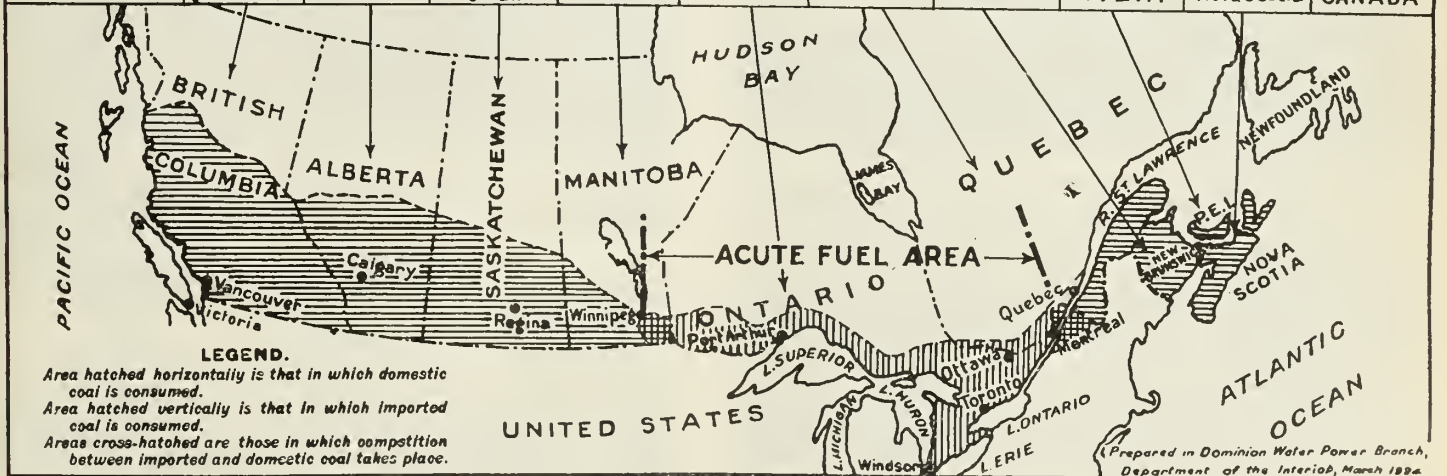 CANADA
HUDSON
BAY
BRITISH
COLUMBIA
ALBERTA
SASKATCHEWAN
MANITOBA
JAMES
BAY
QUEBEC
R. ST. LAWRENCE
NEWFOUNDLAND
PACIFIC OCEAN
ACUTE FUEL AREA
P.E.I.
NEW
BRUNSWICK
NOVA
SCOTIA
Calgary
Vancouver
Victoria
Regina
Winnipeg
ONTARIO
Port Arthur
Quebec
Montreal
Ottawa
Toronto
L. SUPERIOR
L. HURON
L. MICHIGAN
L. ONTARIO
L. ERIE
Windsor
UNITED STATES
ATLANTIC
OCEAN
LEGEND.
Area hatched horizontally is that in which domestic
coal is consumed.
Area hatched vertically is that in which imported
coal is consumed.
Areas cross-hatched are those in which competition
between imported and domestic coal takes place.
Prepared in Dominion Water Power Branch,
Department of the Interior, March